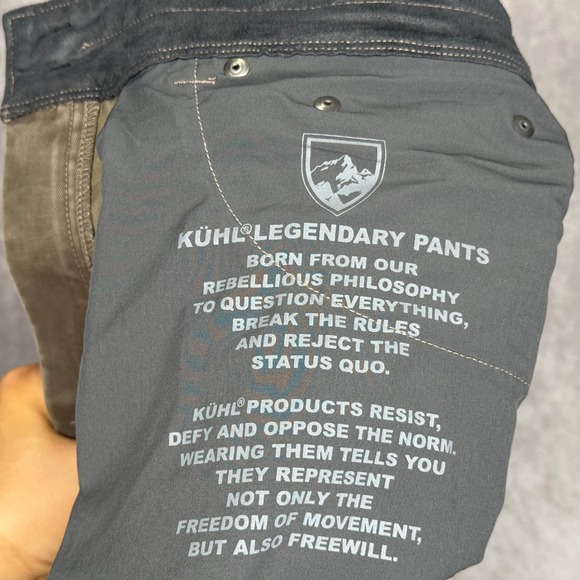 KÜHL® LEGENDARY PANTS
BORN FROM OUR
REBELLIOUS PHILOSOPHY
TO QUESTION EVERYTHING,
BREAK THE RULES
AND REJECT THE
STATUS QUO.
KÜHL® PRODUCTS RESIST,
DEFY AND OPPOSE THE NORM.
WEARING THEM TELLS YOU
THEY REPRESENT
NOT ONLY THE
FREEDOM OF MOVEMENT,
BUT ALSO FREEWILL.